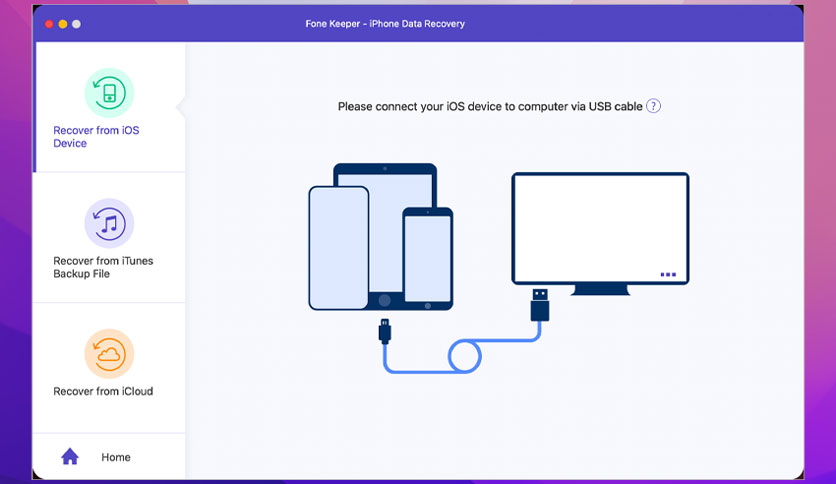 Fone Keeper - iPhone Data Recovery
Recover from iOS
Device
Recover from iTunes
Backup File
Recover from iCloud
Home
Please connect your iOS device to computer via USB cable ?